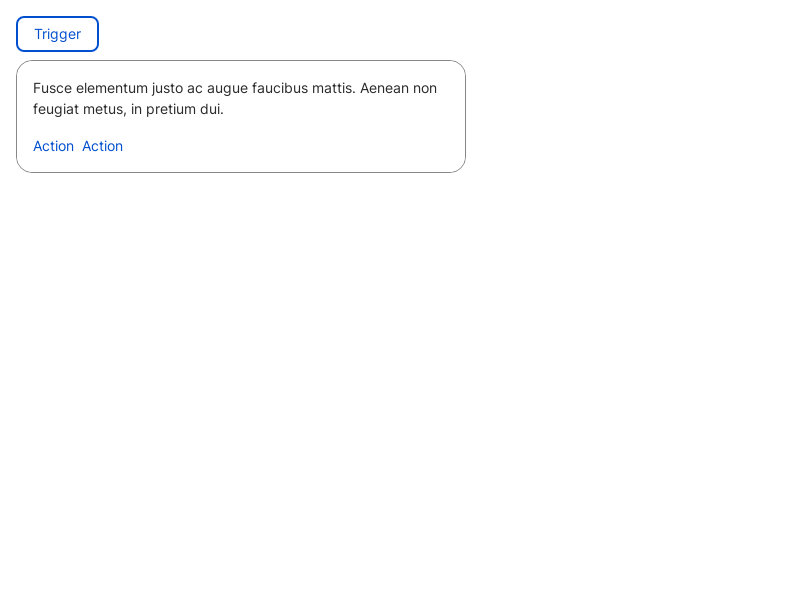 Trigger
Fusce elementum justo ac augue faucibus mattis. Aenean non
feugiat metus, in pretium dui.
Action Action